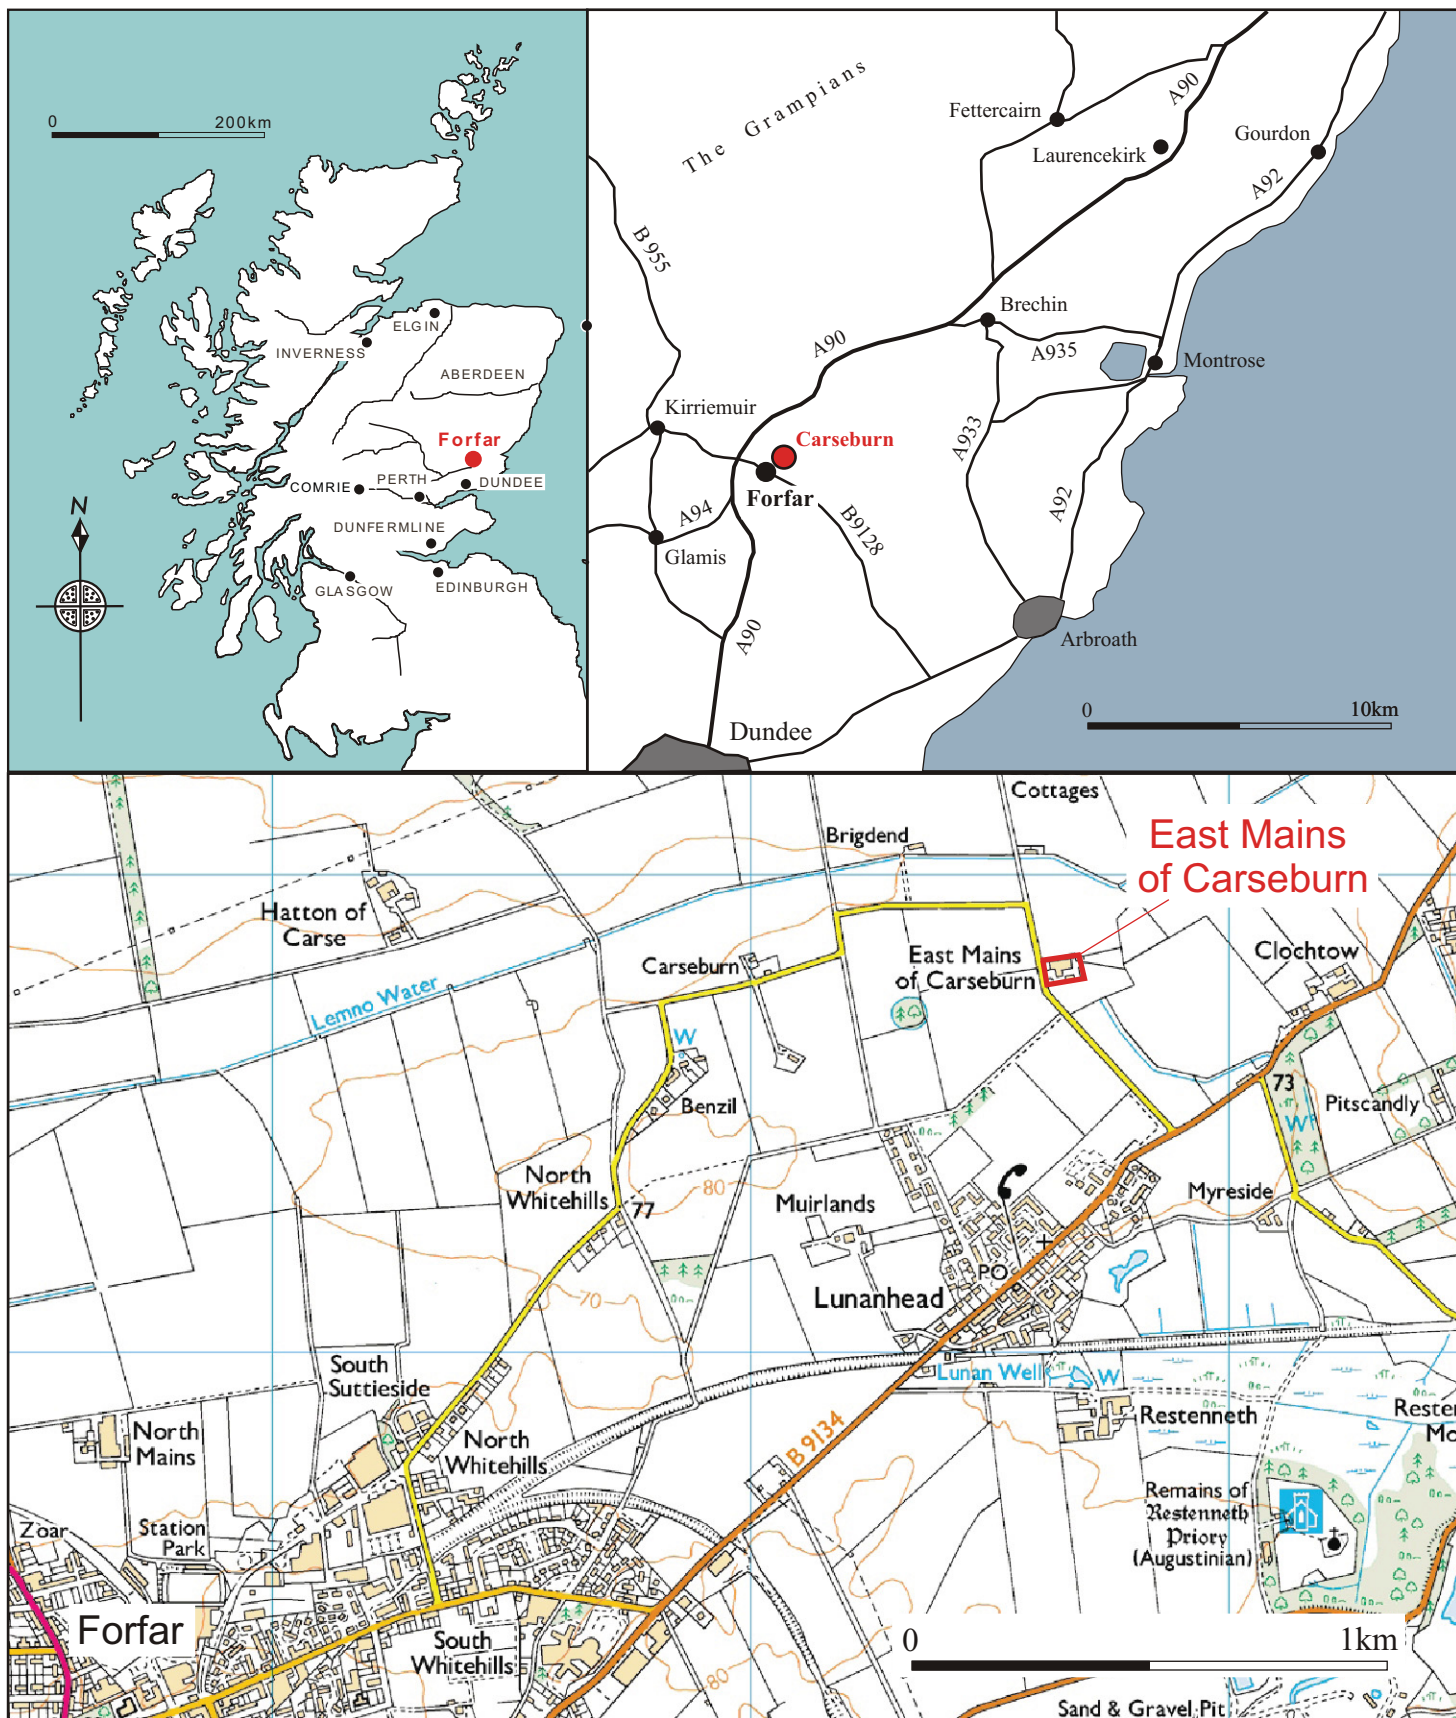 0
200km
ELGIN
INVERNESS
ABERDEEN
Forfar
PERTH
COMRIE
DUNDEE
DUNFERMLINE
GLASGOW
EDINBURGH
N
The Grampians
Fettercairn
A90
Laurencekirk
Gourdon
A92
B 955
Brechin
A90
A935
Montrose
Kirriemuir
Carseburn
A933
Forfar
A94
A92
B9128
Glamis
A90
Arbroath
0
10km
Dundee
Cottages
Brigdend
East Mains
of Carseburn
Hatton of
Carse
Carseburn
East Mains
of Carseburn
Clochtow
Lemno Water
W
Benzil
73
Pitscandly
W
North
Whitehills
80
77
Muirlands
Myreside
PO
70
Lunanhead
South
Suttieside
Lunan Well
W
Restenneth
Resten
Mo
North
Mains
North
Whitehills
B 9134
Remains of
Restenneth
Priory
(Augustinian)
Zoar
Station
Park
Forfar
South
Whitehills
80
0
1km
Sand & Gravel Pit